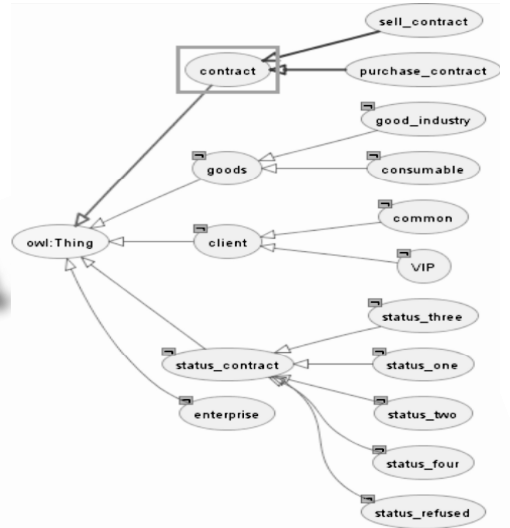 sell_contract
contract
purchase_contract
good_industry
goods
consumable
common
owl:Thing
client
VIP
status_three
status_contract
status_one
enterprise
status_two
status_four
status_refused